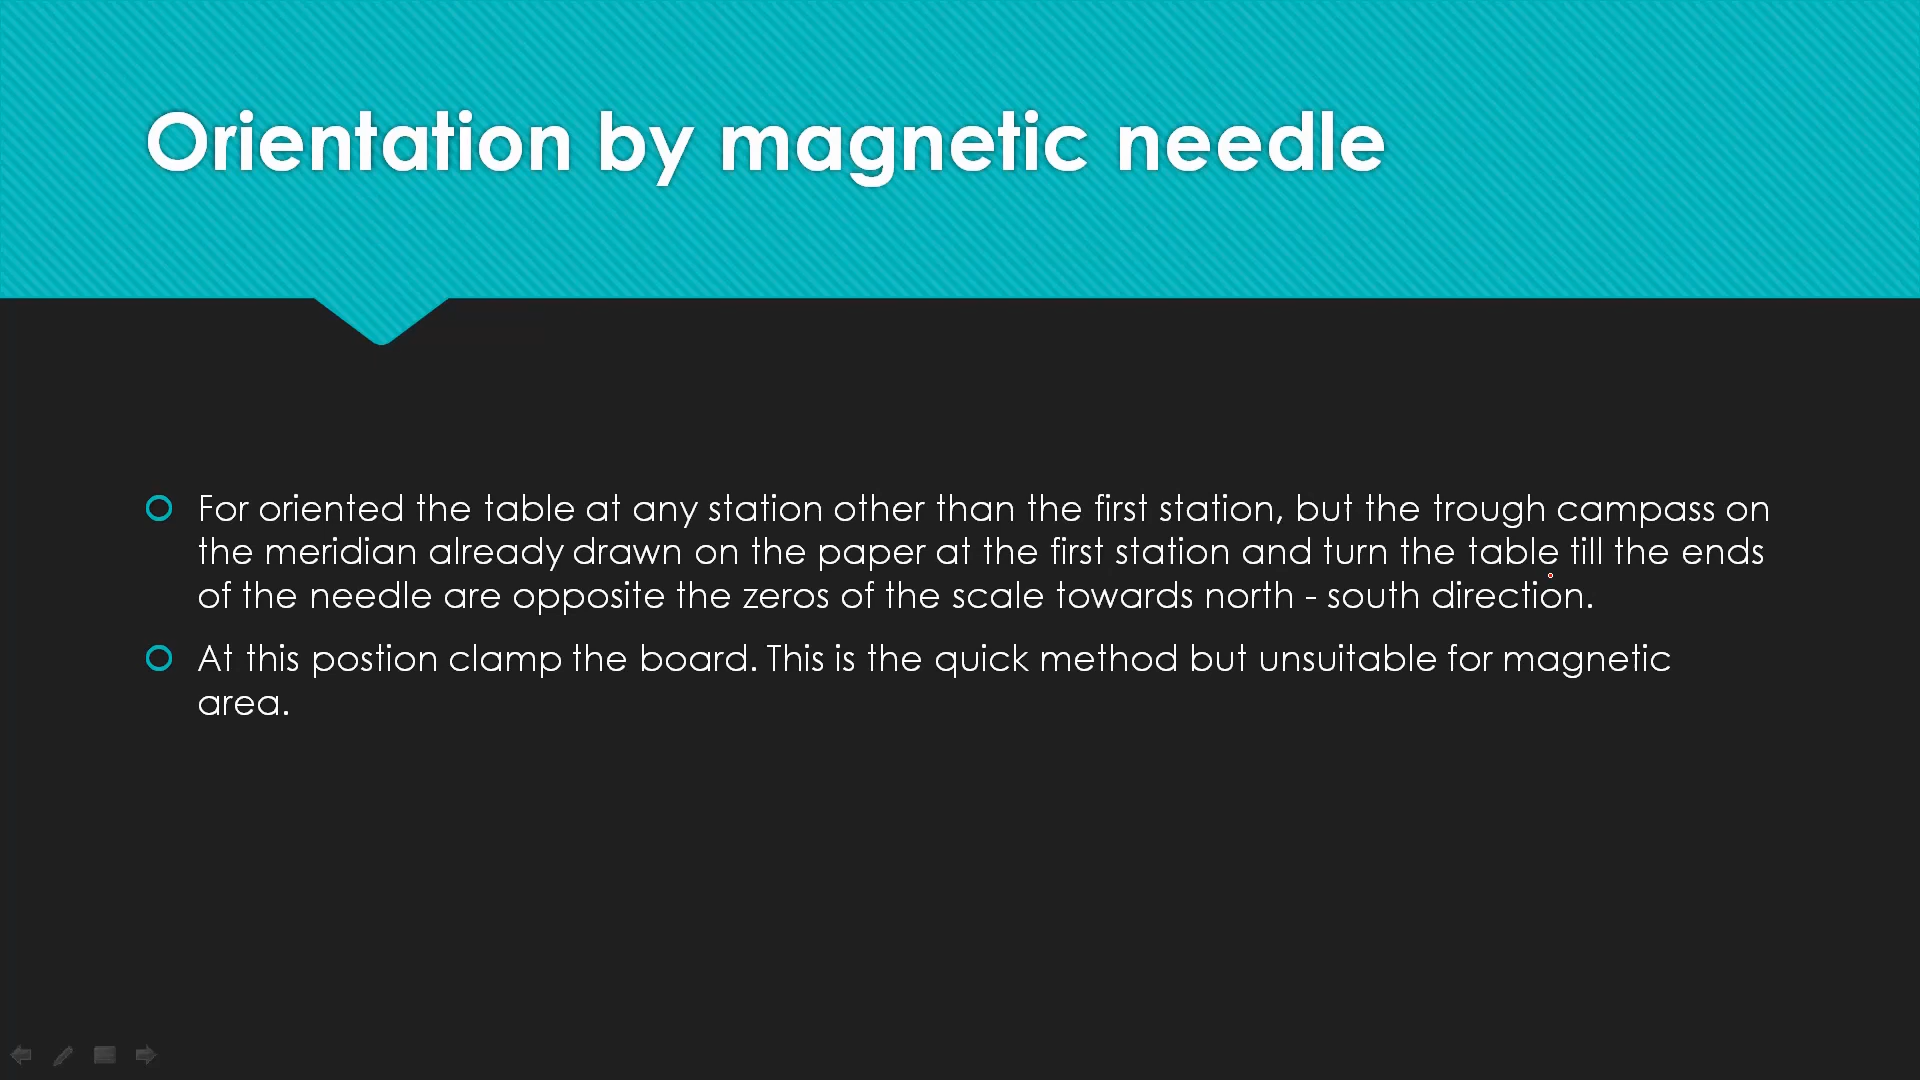 Orientation by magnetic needle
For oriented the table at any station other than the first station, but the trough campass on
the meridian already drawn on the paper at the first station and turn the table till the ends
of the needle are opposite the zeros of the scale towards north - south direction.
At this postion clamp the board. This is the quick method but unsuitable for magnetic
area.